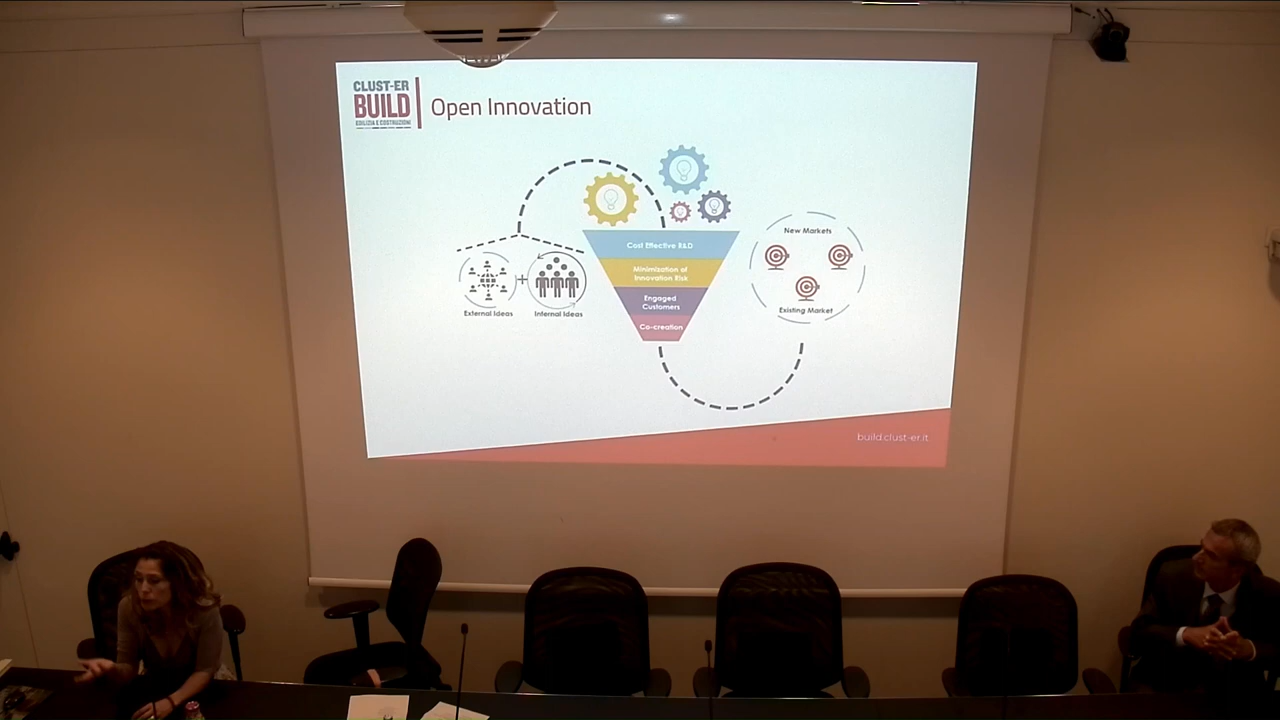 CLUST-ER
BUILD
EDILIZIA E COSTRUZIONI
Open Innovation
Cost Effective R&D
Minimization of
Innovation Risk
Engaged
Customers
Co-creation
External Ideas
+
Internal Ideas
New Markets
Existing Market
build.clust-er.it